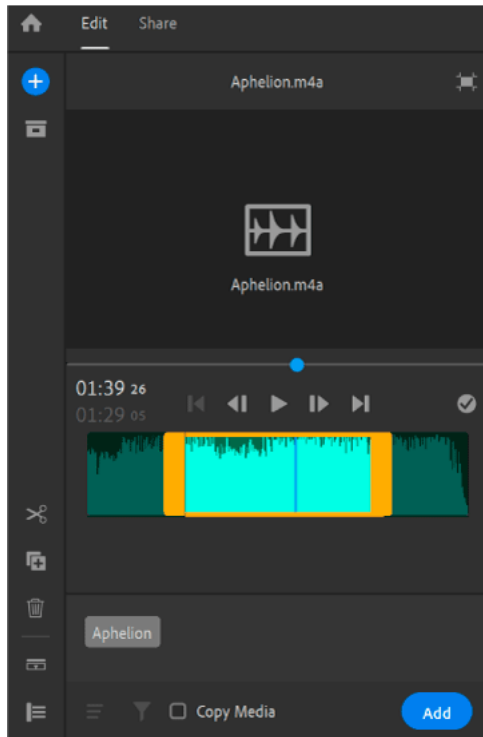 Edit Share
Aphelion.m4a
Aphelion.m4a
01:39 26
01:29 05
Aphelion
Copy Media Add